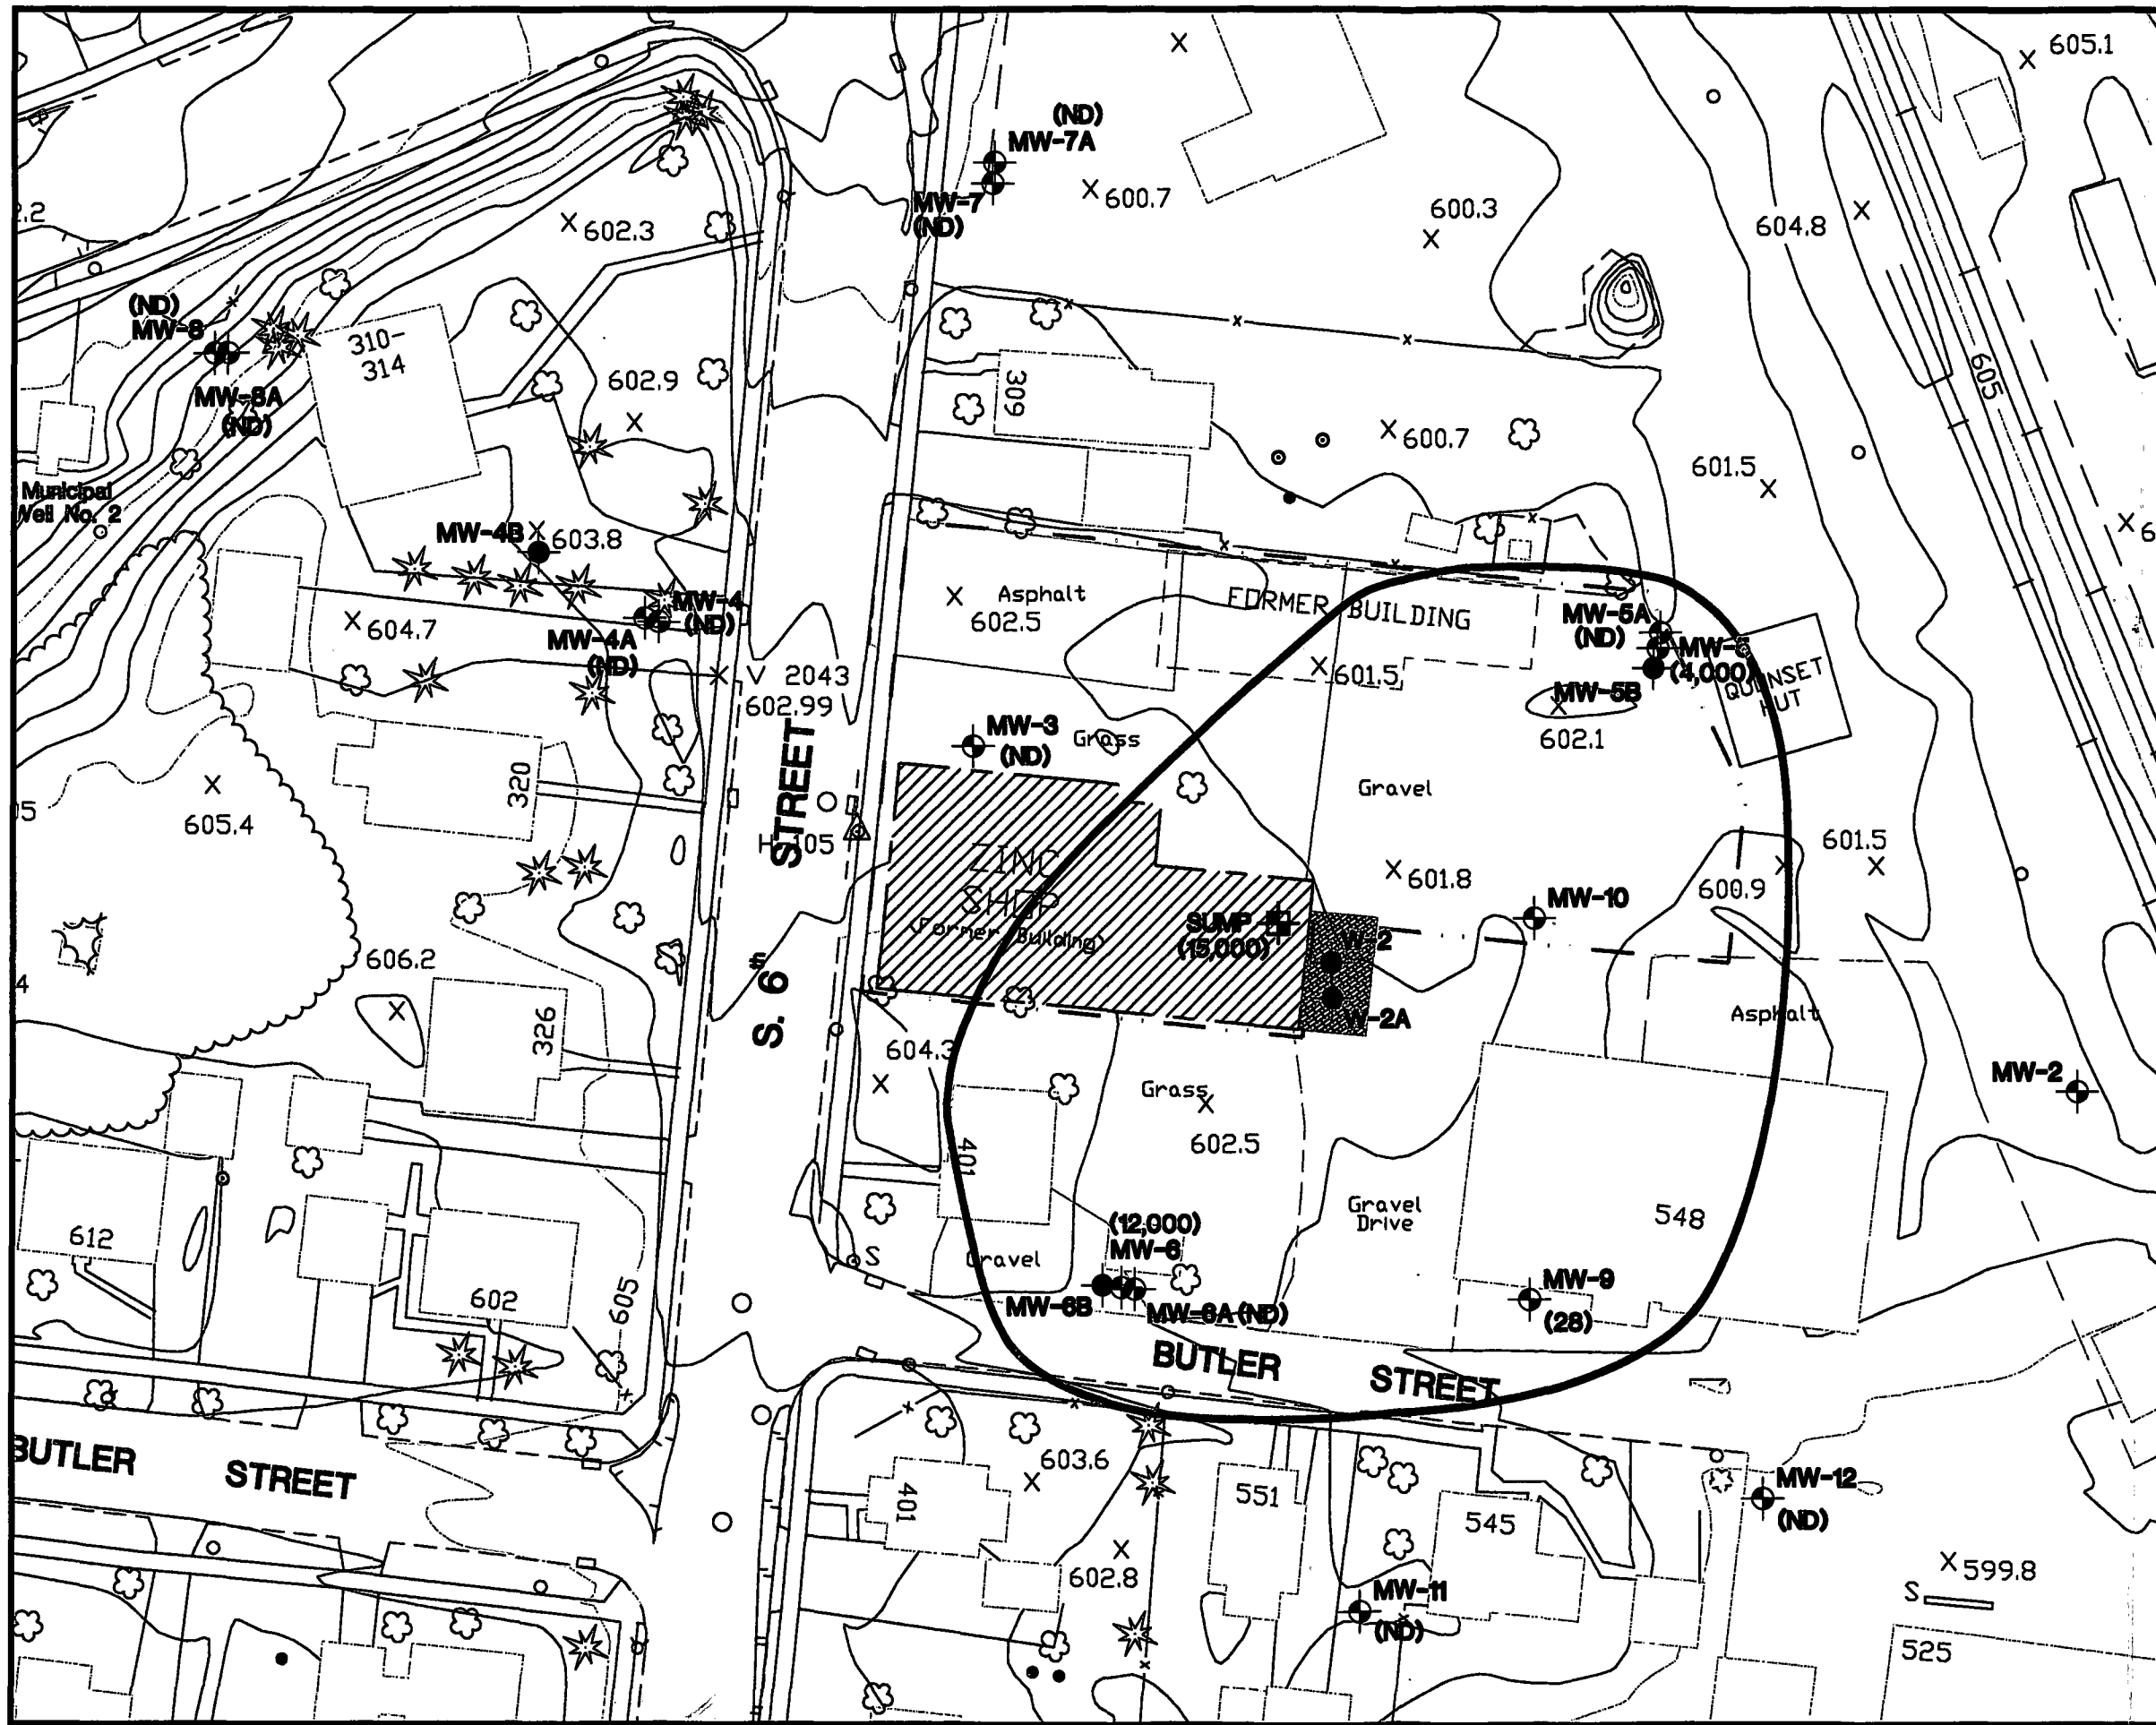 605.1
(ND)
MW-7A
MW-7
(ND)
600.7
600.3
604.8
602.3
(ND)
MW-8
MW-8A
(ND)
310-
314
602.9
309
600.7
605
601.5
Municipal
Well No. 2
MW-4B
603.8
MW-4
(ND)
MW-4A
(ND)
604.7
Asphalt
602.5
FORMER BUILDING
MW-5A
(ND)
MW-5
(4,000)
MW-5B
QUONSET
HUT
601.5
602.1
V 2043
602.99
MW-3
(ND)
Grass
Gravel
320
605.4
STREET
S. 6
ZINC
SHOP
(Former Building)
SUMP
(15,000)
W-2
W-2A
601.8
MW-10
600.9
601.5
606.2
326
604.3
Asphalt
MW-2
Grass
602.5
401
Gravel
Drive
548
612
602
605
S
Gravel
(12,000)
MW-6
MW-6B
MW-6A (ND)
MW-9
(28)
BUTLER STREET
BUTLER STREET
603.6
401
551
545
MW-12
(ND)
602.8
MW-11
(ND)
599.8
S
525